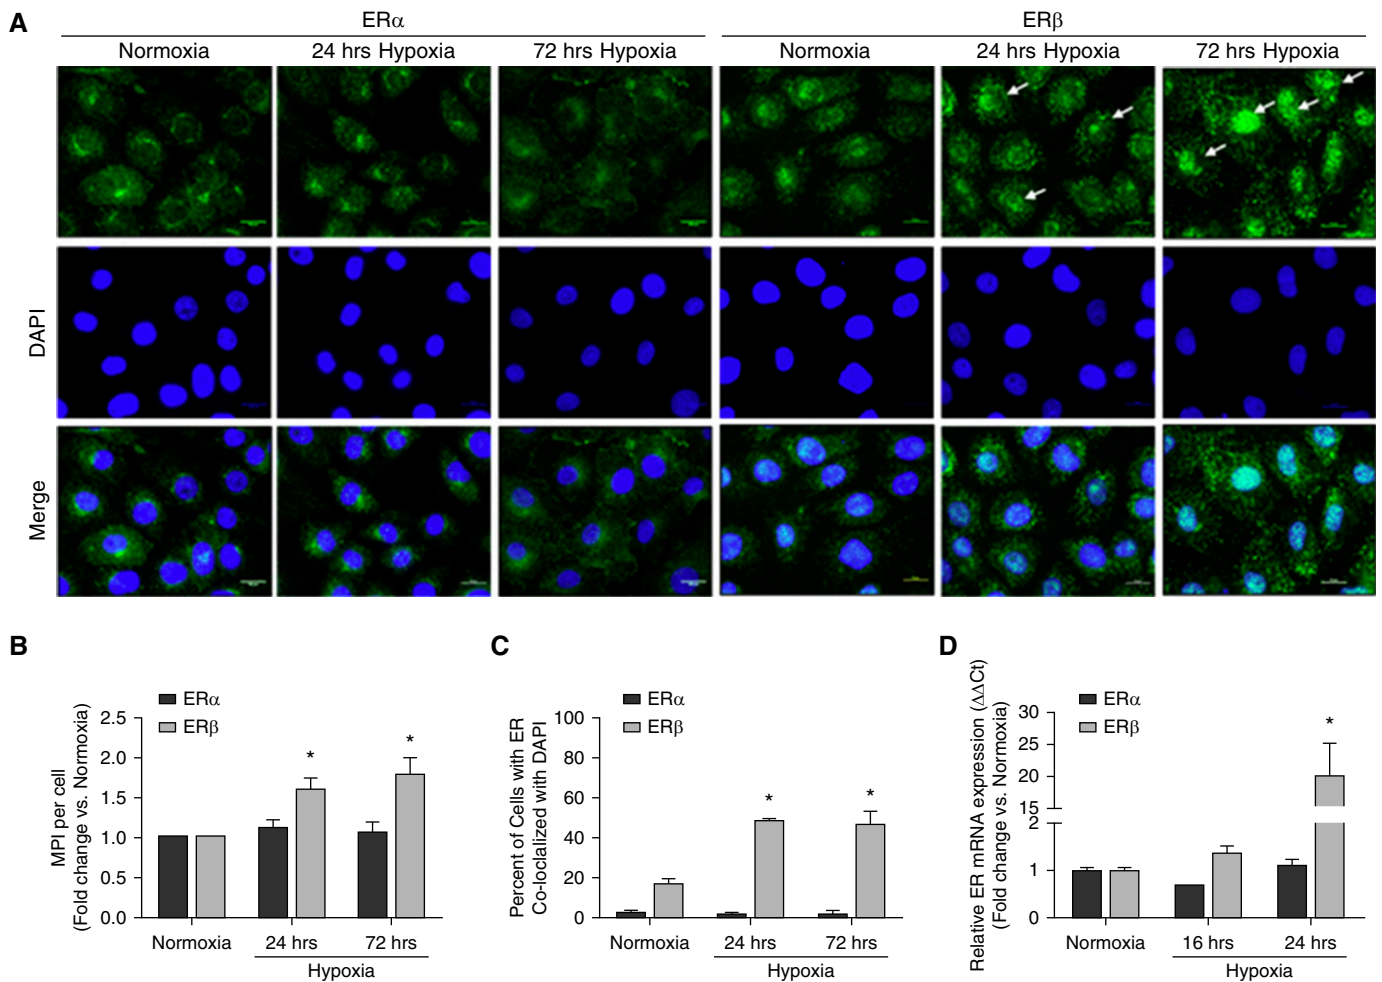 A
ERα
ERβ
Normoxia
24 hrs Hypoxia
72 hrs Hypoxia
Normoxia
24 hrs Hypoxia
72 hrs Hypoxia
DAPI
Merge
B
MPI per cell
(Fold change vs. Normoxia)
ERα
ERβ
2.5
2.0
1.5
1.0
0.5
0.0
*
*
Normoxia
24 hrs
72 hrs
Hypoxia
C
Percent of Cells with ER
Co-loclalized with DAPI
ERα
ERβ
100
80
60
40
20
0
*
*
Normoxia
24 hrs
72 hrs
Hypoxia
D
Relative ER mRNA expression (ΔΔCt)
(Fold change vs. Normoxia)
ERα
ERβ
30
25
20
15
2
1
0
*
Normoxia
16 hrs
24 hrs
Hypoxia